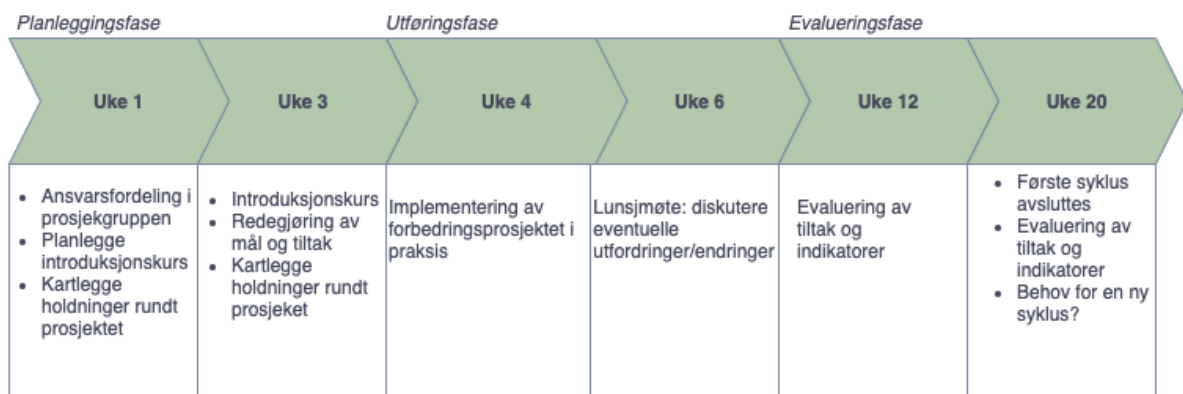 Planleggingsfase
Utføringsfase
Evalueringsfase
Uke 1
Uke 3
Uke 4
Uke 6
Uke 12
Uke 20
• Ansvarsfordeling i
prosjekgruppen
• Planlegge
introduksjonskurs
• Kartlegge
holdninger rundt
prosjektet
• Introduksjonskurs
• Redegjøring av
mål og tiltak
• Kartlegge
holdninger rundt
prosjeket
Implementering av
forbedringsprosjektet i
praksis
Lunsjmøte: diskutere
eventuelle
utfordringer/endringer
Evaluering av
tiltak og
indikatorer
• Første syklus
avsluttes
• Evaluering av
tiltak og
indikatorer
• Behov for en ny
syklus?